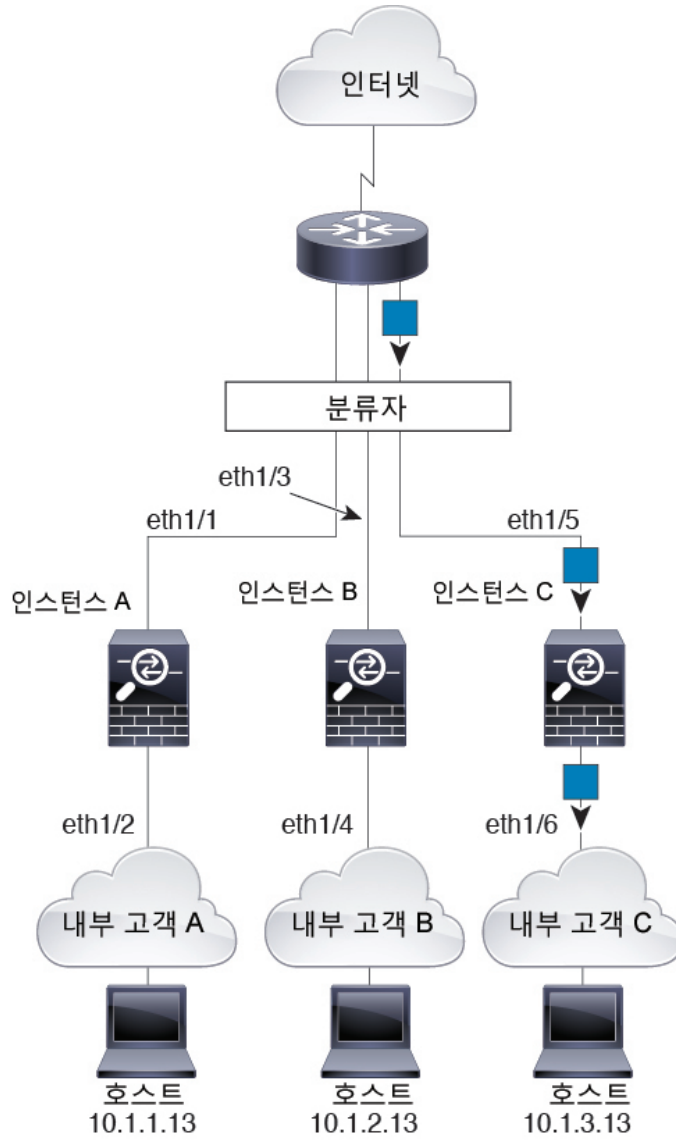 인터넷
분류자
eth1/3
eth1/1
eth1/5
인스턴스 A
인스턴스 B
인스턴스 C
eth1/2
eth1/4
eth1/6
내부 고객 A
내부 고객 B
내부 고객 C
호스트
10.1.1.13
호스트
10.1.2.13
호스트
10.1.3.13